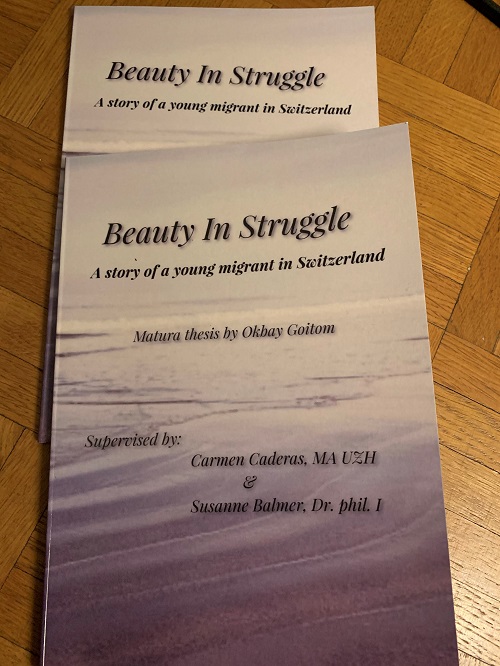 Beauty In Struggle
A story of a young migrant in Switzerland
Beauty In Struggle
A story of a young migrant in Switzerland
Matura thesis by Okbay Goitom
Supervised by:
Carmen Caderas, MA UZH
&
Susanne Balmer, Dr. phil. I